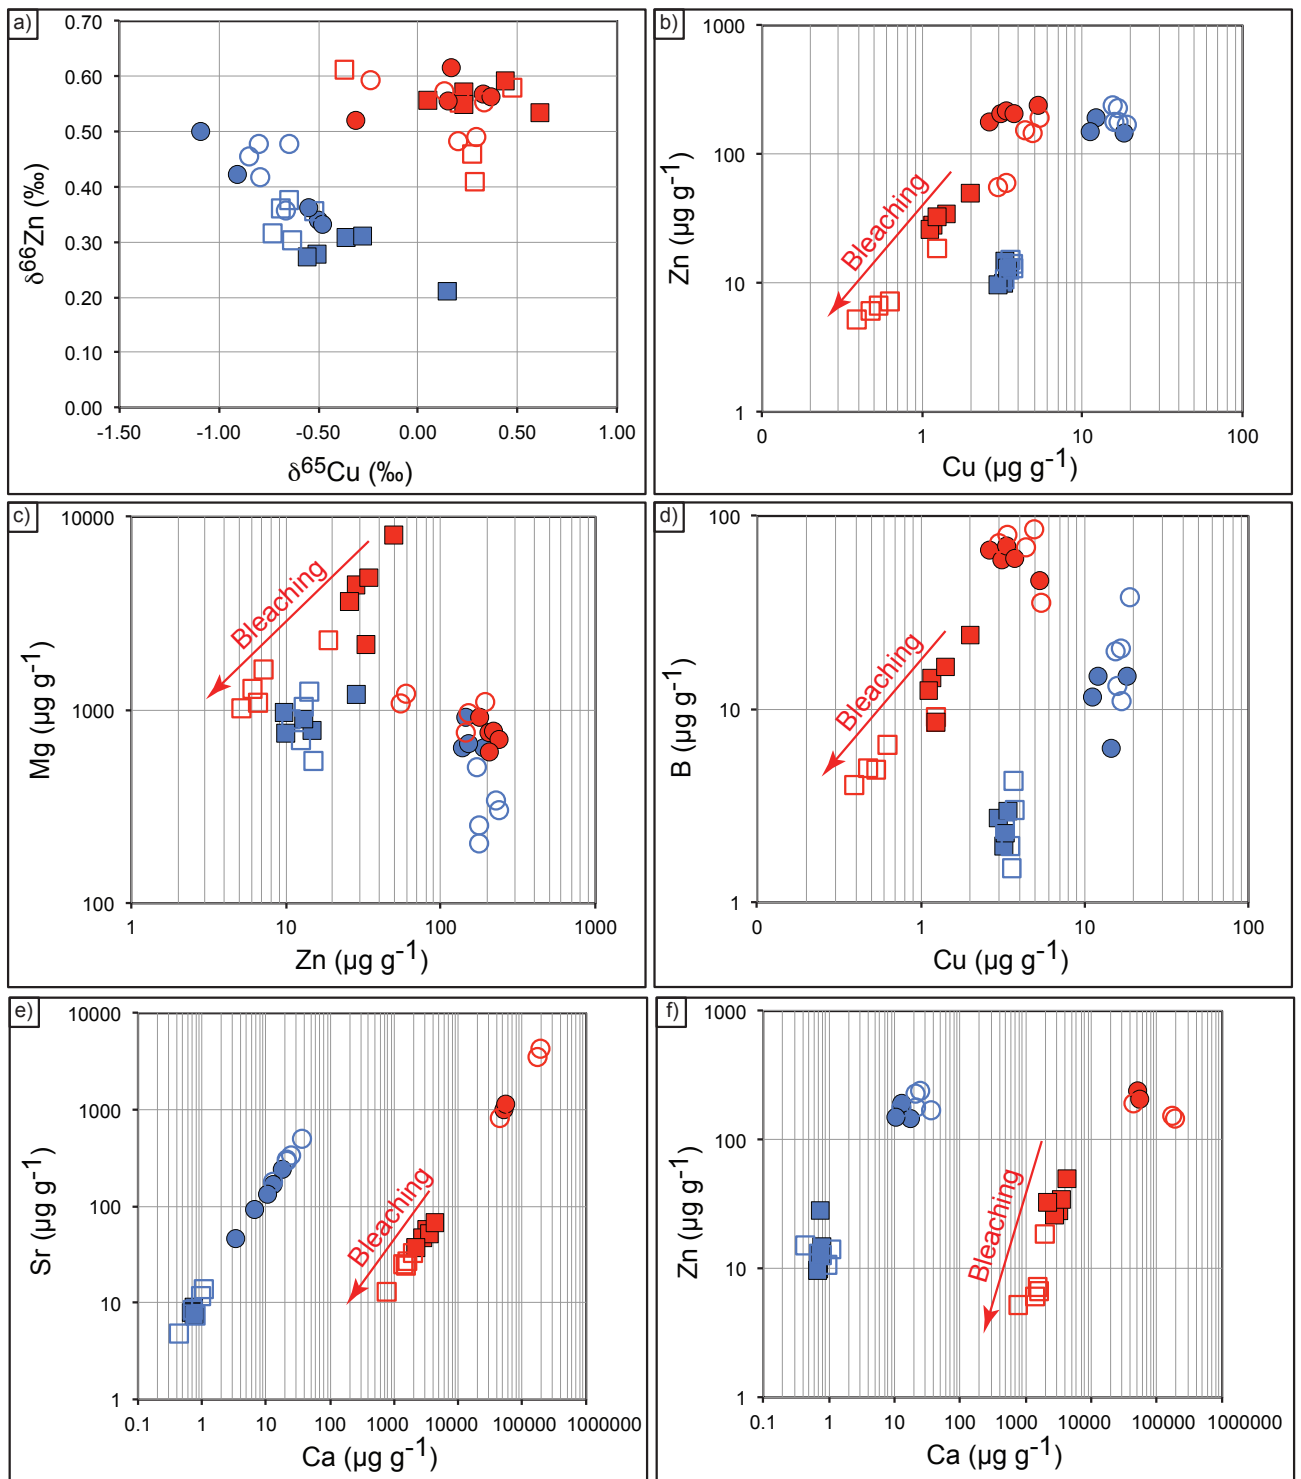 a)
0.70
0.60
0.50
0.40
0.30
0.20
0.10
0.00
-1.50
-1.00
-0.50
0.00
0.50
1.00
δ66Zn (‰)
δ65Cu (‰)
b)
1000
100
10
1
0
1
10
100
Zn (µg g-1)
Cu (µg g-1)
Bleaching
c)
10000
1000
100
1
10
100
1000
Mg (µg g-1)
Zn (µg g-1)
Bleaching
d)
100
10
1
0
1
10
100
B (µg g-1)
Cu (µg g-1)
Bleaching
e)
10000
1000
100
10
1
0.1
1
10
100
1000
10000
100000
1000000
Sr (µg g-1)
Ca (µg g-1)
Bleaching
f)
1000
100
10
1
0.1
1
10
100
1000
10000
100000
1000000
Zn (µg g-1)
Ca (µg g-1)
Bleaching